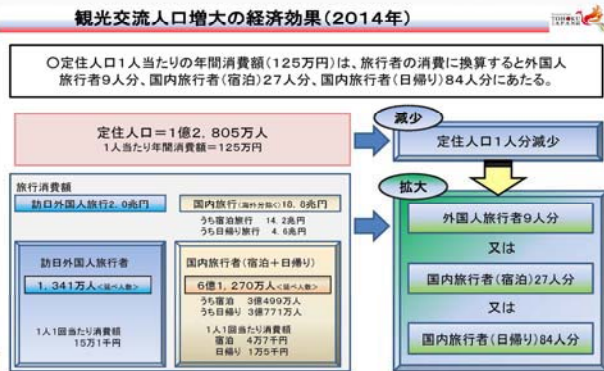 観光交流人口増大の経済効果(2014年)
TOHOKU
JAPAN
〇定住人口1人当たりの年間消費額(125万円)は、旅行者の消費に換算すると外国人
旅行者9人分、国内旅行者(宿泊)27人分、国内旅行者(日帰り)84人分にあたる。
定住人口=1億2,805万人
1人当たり年間消費額=125万円
減少
定住人口1人分減少
旅行消費額
訪日外国人旅行2.0兆円
国内旅行(海外分除く)18.8兆円
うち宿泊旅行 14.2兆円
うち日帰り旅行 4.6兆円
訪日外国人旅行者
1,341万人<延べ人数>
1人1回当たり消費額
15万1千円
国内旅行者(宿泊+日帰り)
6億1,270万人<延べ人数>
うち宿泊 3億499万人
うち日帰り 3億771万人
1人1回当たり消費額
宿泊 4万7千円
日帰り 1万5千円
拡大
外国人旅行者9人分
又は
国内旅行者(宿泊)27人分
又は
国内旅行者(日帰り)84人分